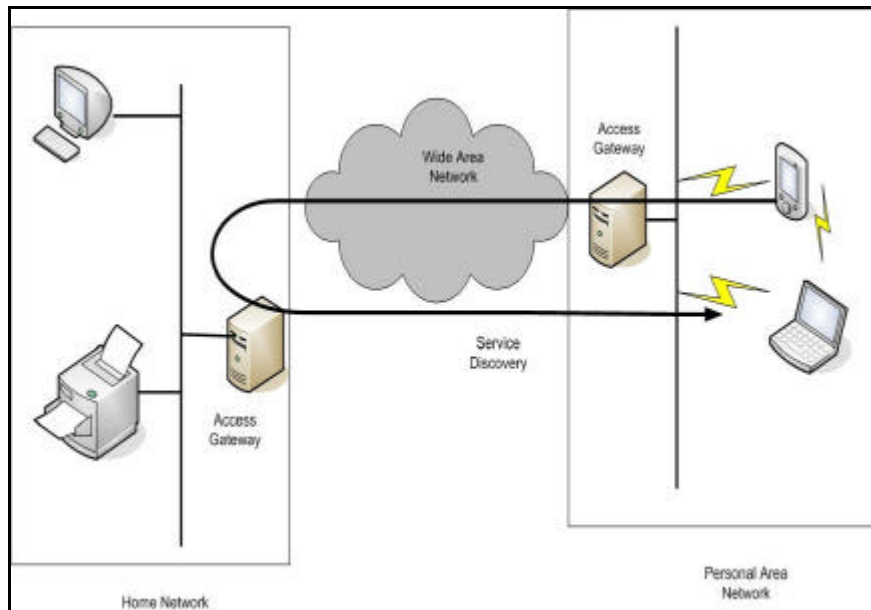 Access
Gateway
Wide Area
Network
Service
Discovery
Access
Gateway
Personal Area
Network
Home Network